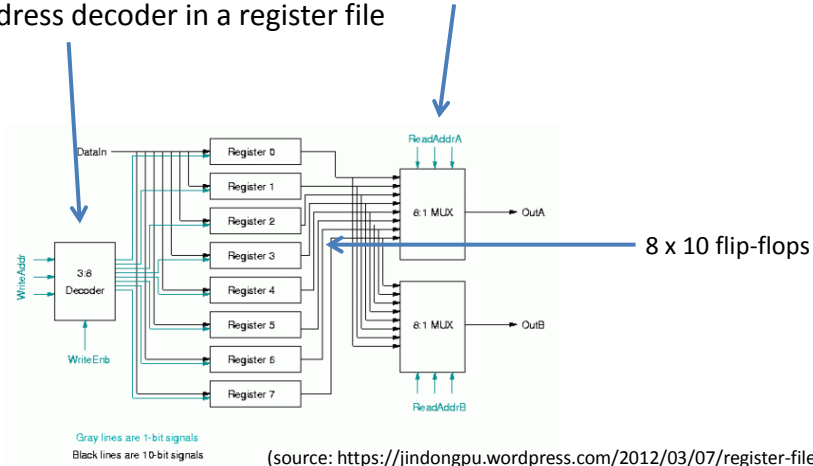 dress decoder in a register file
DataIn
Register 0
Register 1
Register 2
Register 3
Register 4
Register 5
Register 6
Register 7
WriteAddr
3:8
Decoder
WriteEnb
ReadAddrA
8:1 MUX
OutA
8 x 10 flip-flops
8:1 MUX
OutB
ReadAddrB
Gray lines are 1-bit signals
Black lines are 10-bit signals
(source: https://jindongpu.wordpress.com/2012/03/07/register-file